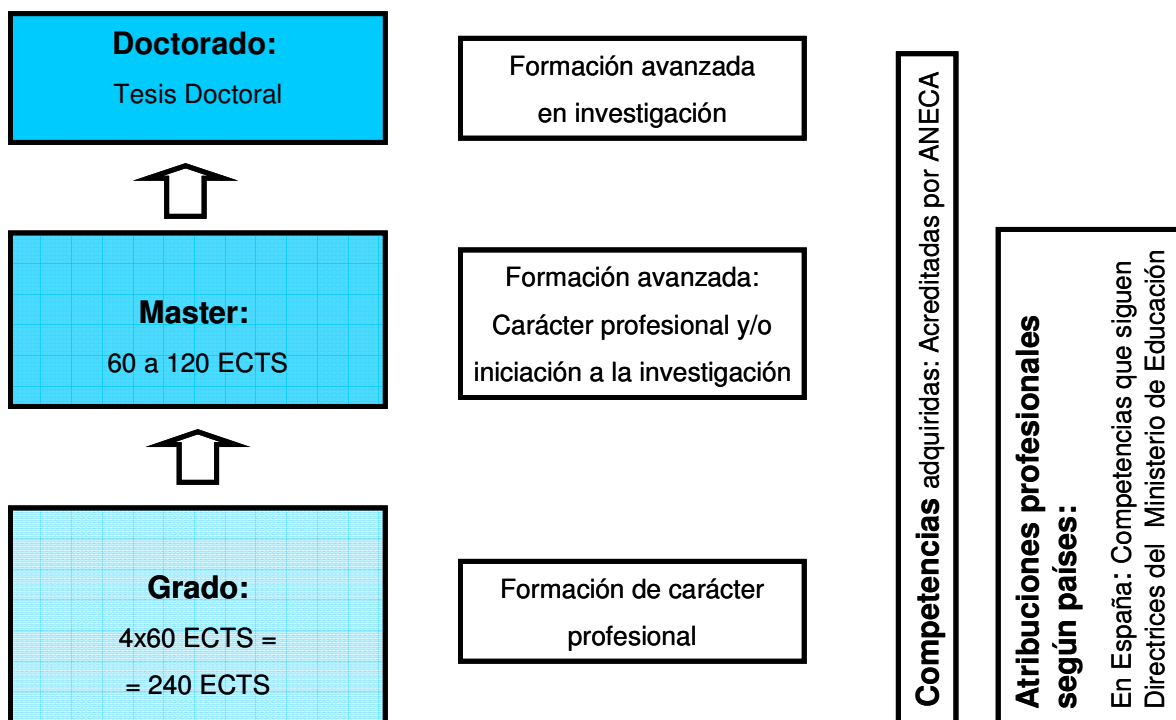 Doctorado:
Tesis Doctoral
Formación avanzada
en investigación
Master:
60 a 120 ECTS
Formación avanzada:
Carácter profesional y/o
iniciación a la investigación
Grado:
4x60 ECTS =
= 240 ECTS
Formación de carácter
profesional
Competencias adquiridas: Acreditadas por ANECA
Atribuciones profesionales
según países:
En España: Competencias que siguen
Directrices del Ministerio de Educación